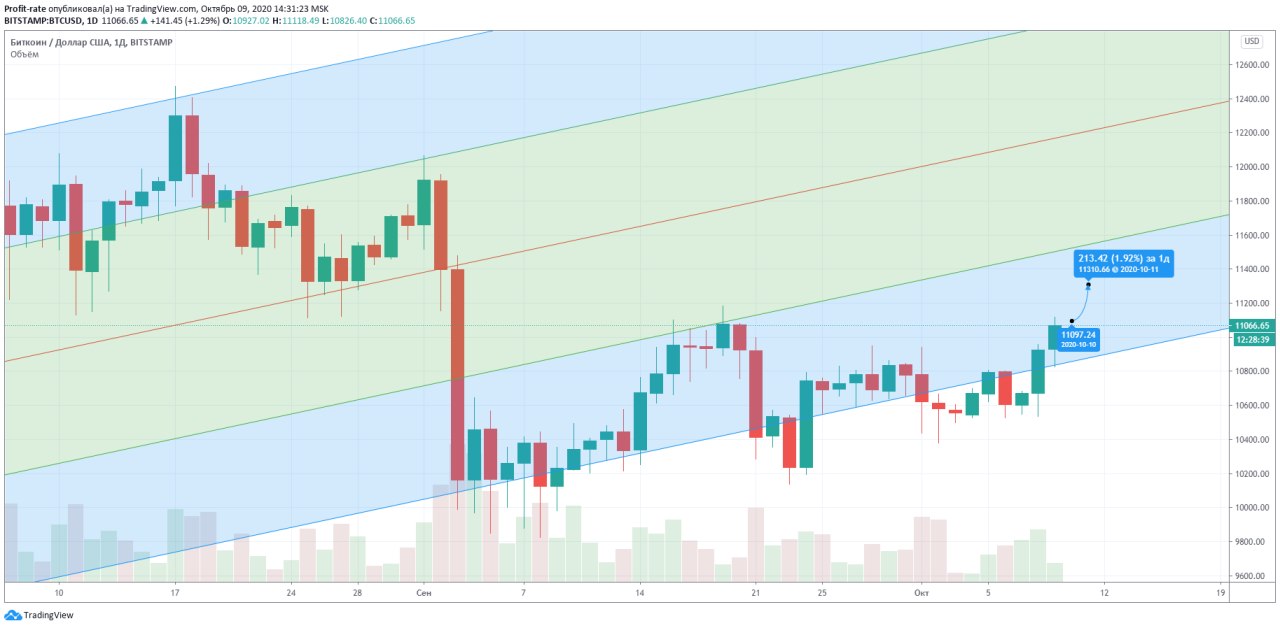 Profit-rate опубликовал(а) на TradingView.com, Октябрь 09, 2020 14:31:23 MSK
BITSTAMP:BTCUSD, 1D 11066.65 ▲ +141.45 (+1.29%) O:10927.02 H:11118.49 L:10826.40 C:11066.65
Биткоин / Доллар США, 1Д, BITSTAMP
Объём
USD
12600.00
12400.00
12200.00
12000.00
11800.00
11600.00
213.42 (1.92%) за 1д
11310.66 @ 2020-10-11
11400.00
11200.00
11066.65
11097.24
2020-10-10
12:28:39
10800.00
10600.00
10400.00
10200.00
10000.00
9800.00
9600.00
10 17 24 28 Сен 7 14 21 25 Окт 5 12 19
TradingView